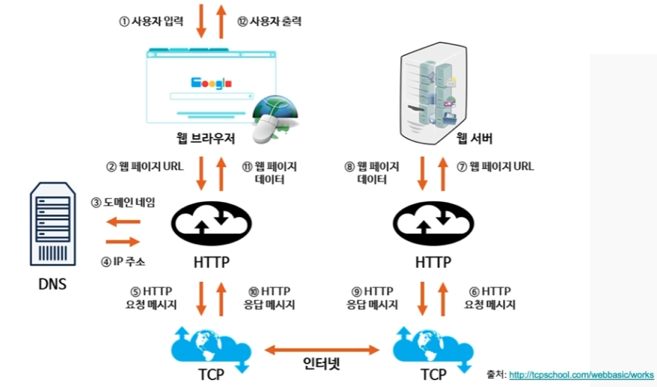 ① 사용자 입력
⑫ 사용자 출력
Google
웹 브라우저
웹 서버
② 웹 페이지 URL
⑪ 웹 페이지
데이터
⑧ 웹 페이지
데이터
⑦ 웹 페이지 URL
③ 도메인 네임
④ IP 주소
DNS
HTTP
HTTP
⑤ HTTP
요청 메시지
⑩ HTTP
응답 메시지
⑨ HTTP
응답 메시지
⑥ HTTP
요청 메시지
TCP
인터넷
TCP
출처: http://tcpschool.com/webbasic/works